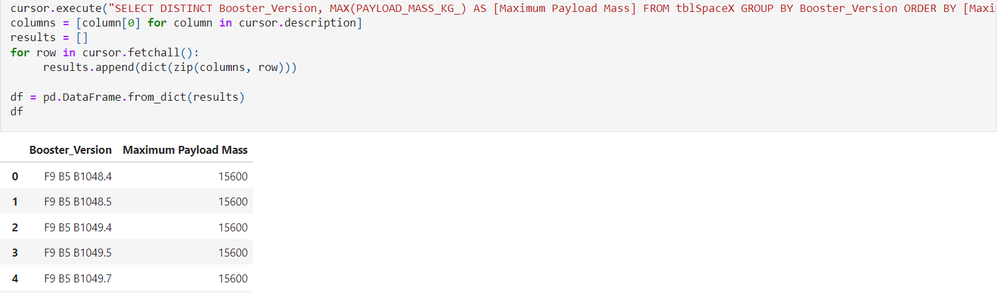 cursor.execute("SELECT DISTINCT Booster_Version, MAX(PAYLOAD_MASS_KG_) AS [Maximum Payload Mass] FROM tblSpaceX GROUP BY Booster_Version ORDER BY [Maxi
columns = [column[0] for column in cursor.description]
results = []
for row in cursor.fetchall():
     results.append(dict(zip(columns, row)))
df = pd.DataFrame.from_dict(results)
df
Booster_Version Maximum Payload Mass
0 F9 B5 B1048.4 15600
1 F9 B5 B1048.5 15600
2 F9 B5 B1049.4 15600
3 F9 B5 B1049.5 15600
4 F9 B5 B1049.7 15600